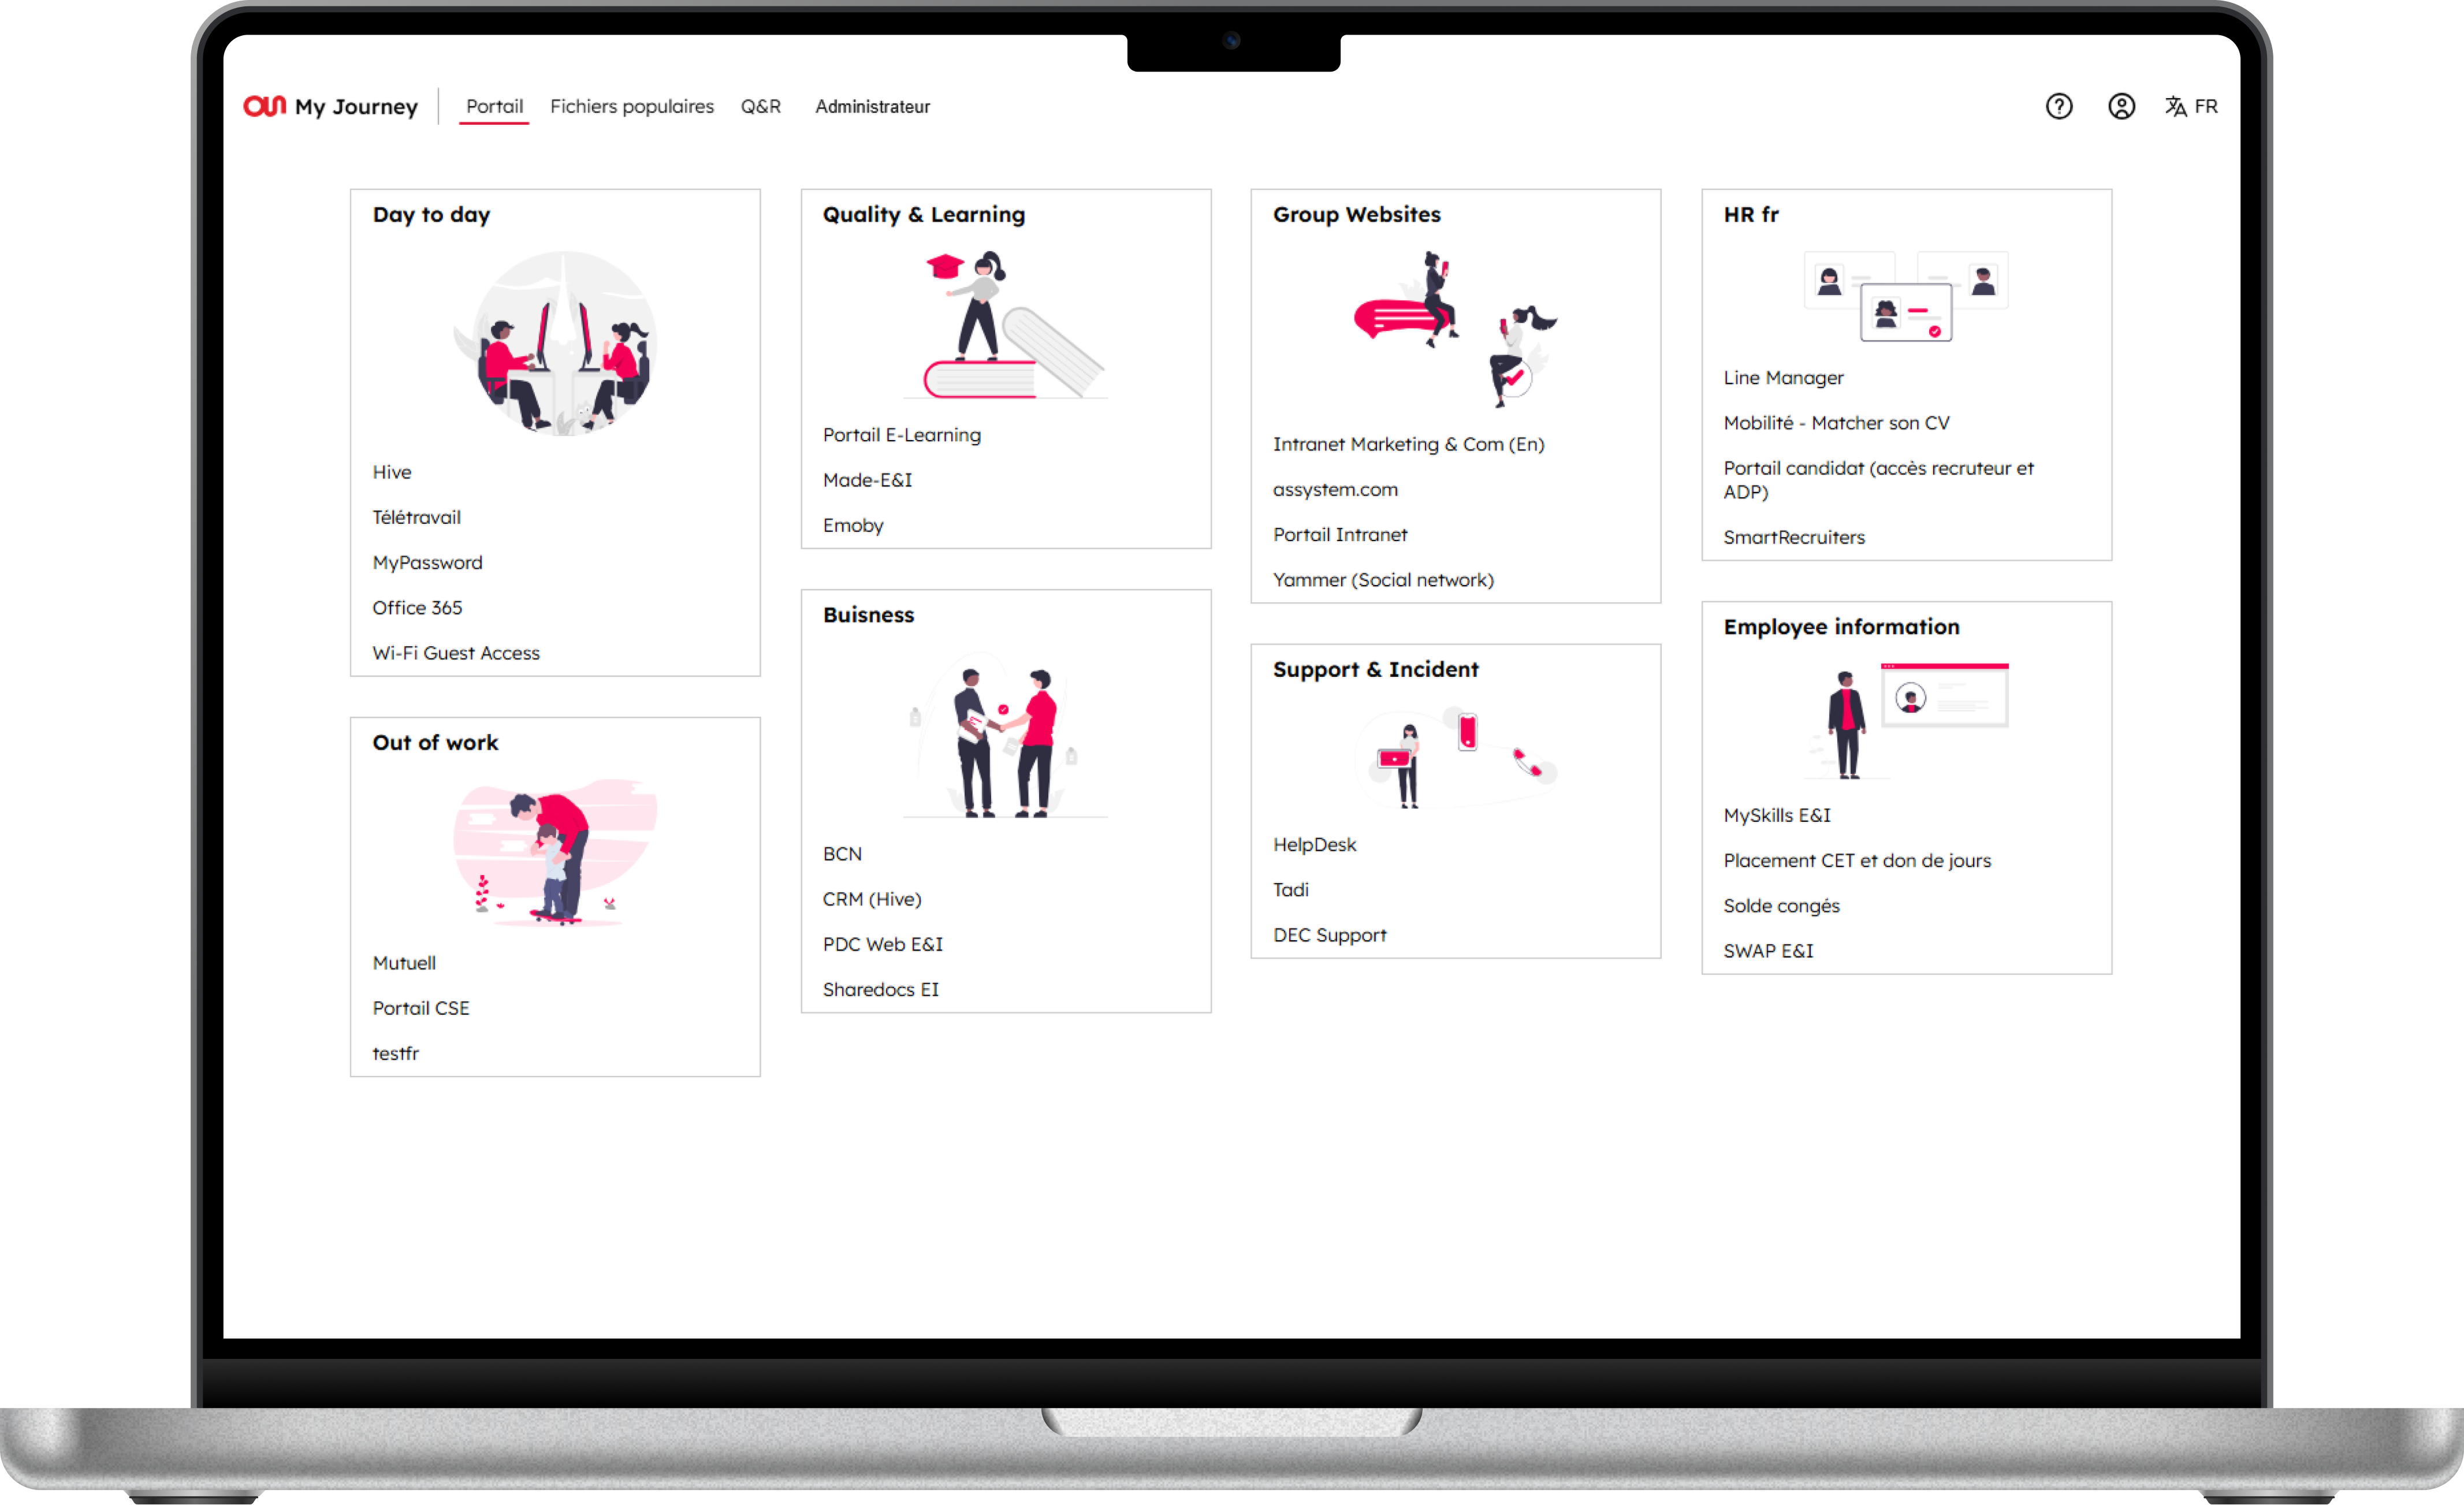 My Journey
Portail
Fichiers populaires
Q&R
Administrateur
FR
Day to day
Hive
Télétravail
MyPassword
Office 365
Wi-Fi Guest Access
Out of work
Mutuell
Portail CSE
testfr
Quality & Learning
Portail E-Learning
Made-E&I
Emoby
Buisness
BCN
CRM (Hive)
PDC Web E&I
Sharedocs EI
Group Websites
Intranet Marketing & Com (En)
assystem.com
Portail Intranet
Yammer (Social network)
Support & Incident
HelpDesk
Tadi
DEC Support
HR fr
Line Manager
Mobilité - Matcher son CV
Portail candidat (accès recruteur et
ADP)
SmartRecruiters
Employee information
MySkills E&I
Placement CET et don de jours
Solde congés
SWAP E&I